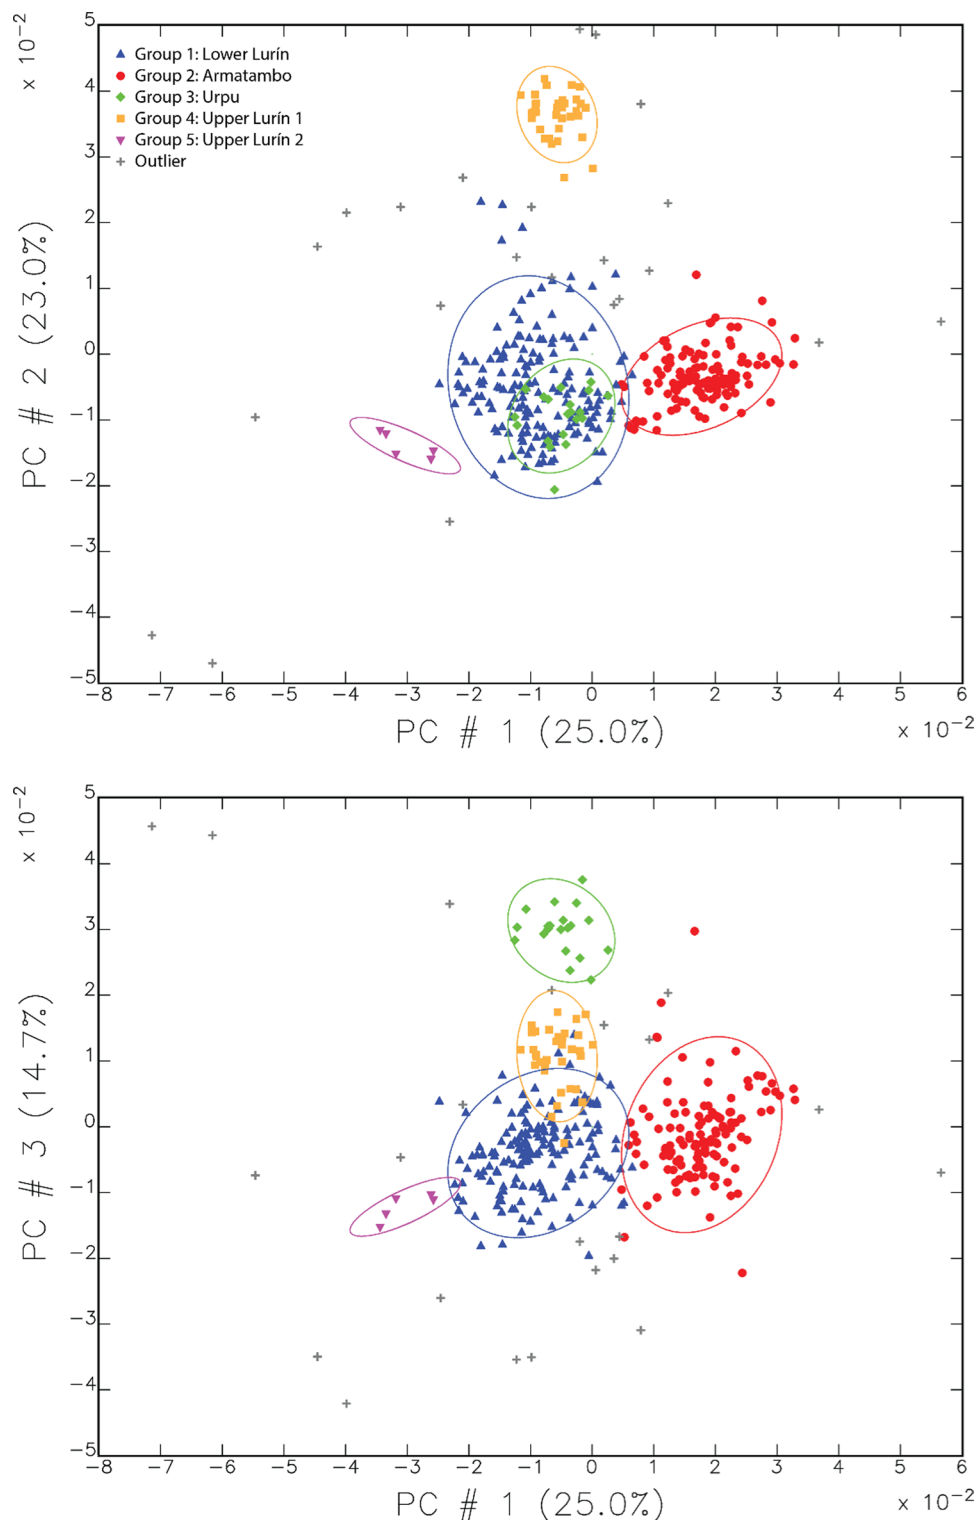 5
4
3
2
1
0
−1
−2
−3
−4
−5
x 10−2
PC # 2 (23.0%)
Group 1: Lower Lurín
Group 2: Armatambo
Group 3: Urpu
Group 4: Upper Lurín 1
Group 5: Upper Lurín 2
Outlier
−8 −7 −6 −5 −4 −3 −2 −1 0 1 2 3 4 5 6
PC # 1 (25.0%)
x 10−2
5
4
3
2
1
0
−1
−2
−3
−4
−5
x 10−2
PC # 3 (14.7%)
−8 −7 −6 −5 −4 −3 −2 −1 0 1 2 3 4 5 6
PC # 1 (25.0%)
x 10−2